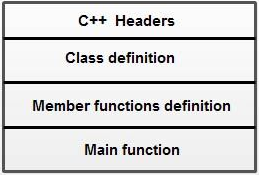 C++ Headers
Class definition
Member functions definition
Main function